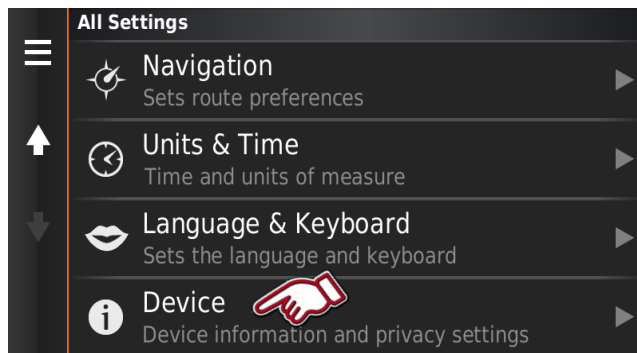 All Settings
Navigation
Sets route preferences
Units & Time
Time and units of measure
Language & Keyboard
Sets the language and keyboard
Device
Device information and privacy settings